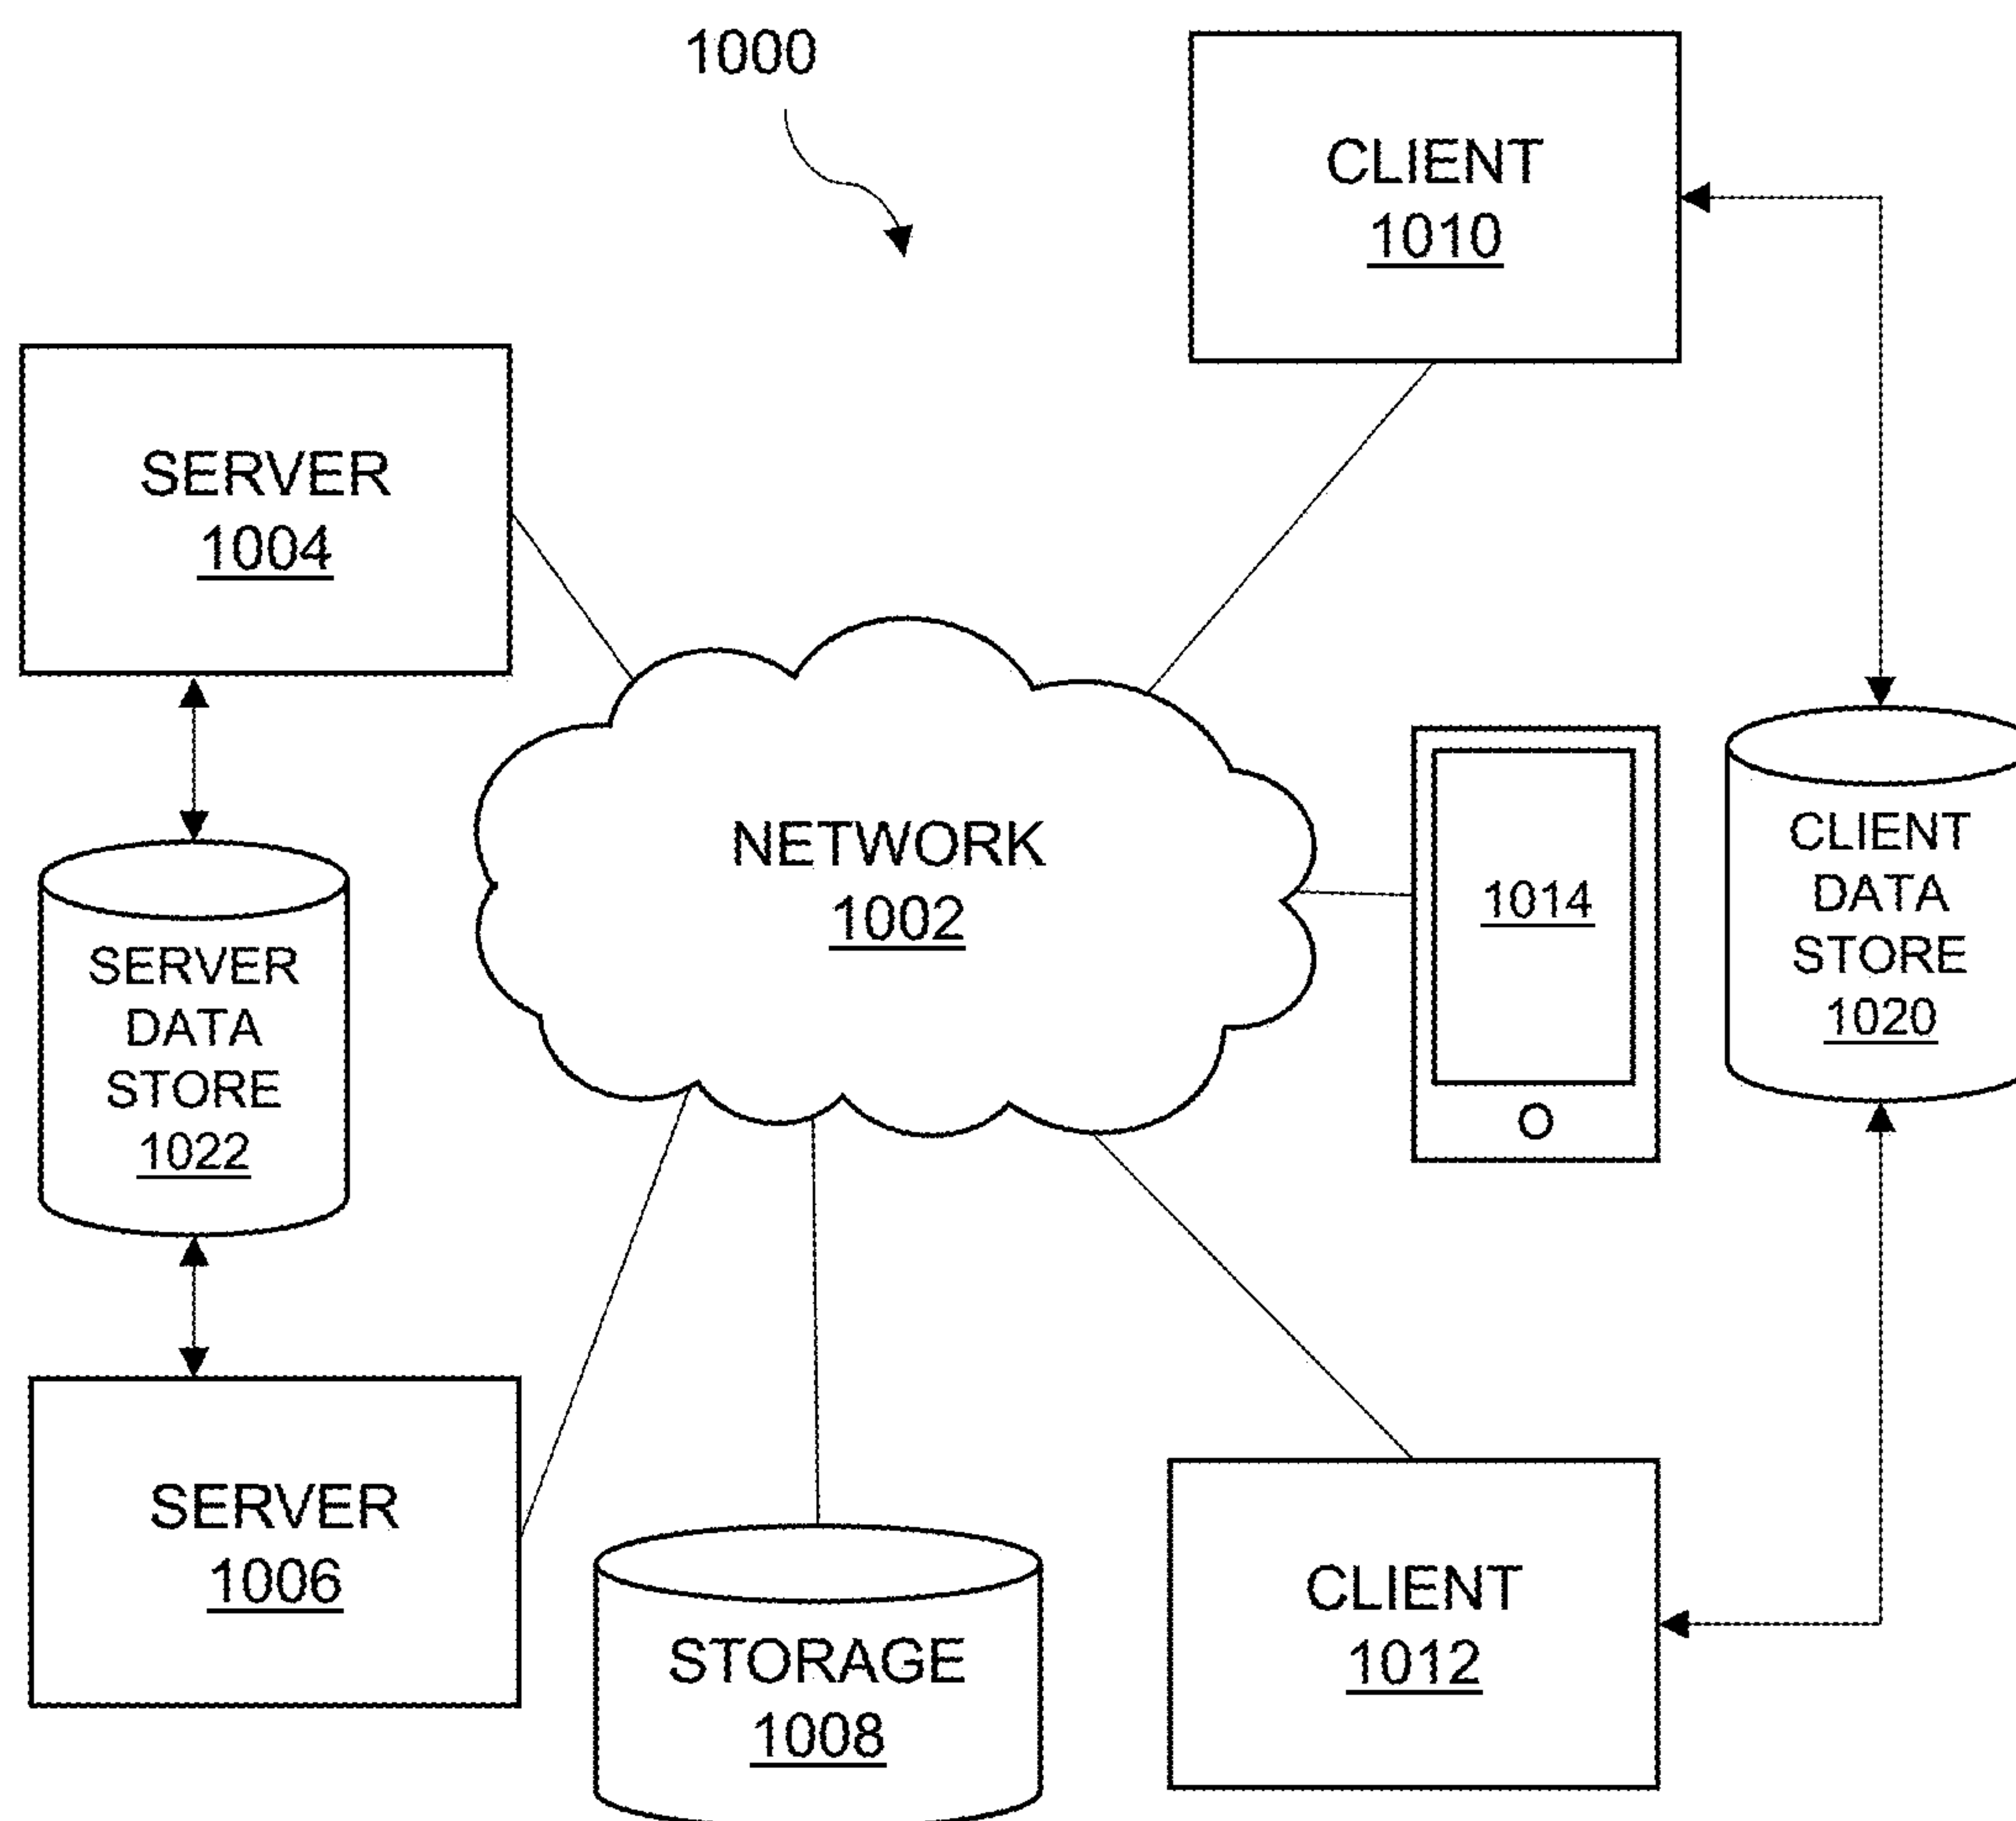 1000
CLIENT
1010
SERVER
1004
NETWORK
1002
1014
CLIENT
DATA
STORE
1020
SERVER
DATA
STORE
1022
SERVER
1006
STORAGE
1008
CLIENT
1012